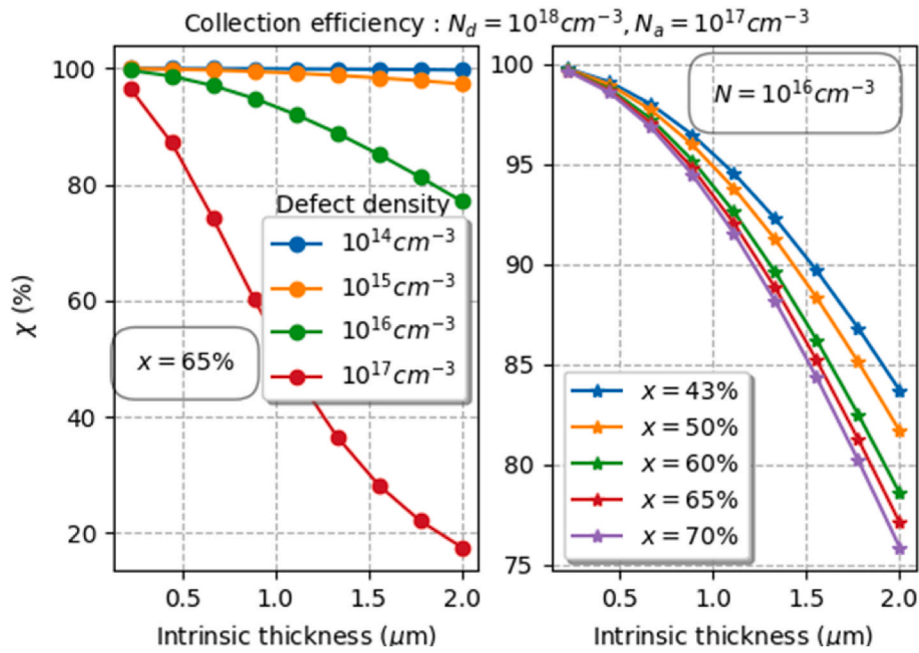 Collection efficiency : $N_d = 10^{18}cm^{-3}, N_a = 10^{17}cm^{-3}$
χ (%)
100
80
60
40
20
0.5 1.0 1.5 2.0
Intrinsic thickness (μm)
Defect density
$10^{14}cm^{-3}$
$10^{15}cm^{-3}$
$10^{16}cm^{-3}$
$10^{17}cm^{-3}$
x = 65%
100
95
90
85
80
75
0.5 1.0 1.5 2.0
Intrinsic thickness (μm)
$N = 10^{16}cm^{-3}$
x = 43%
x = 50%
x = 60%
x = 65%
x = 70%